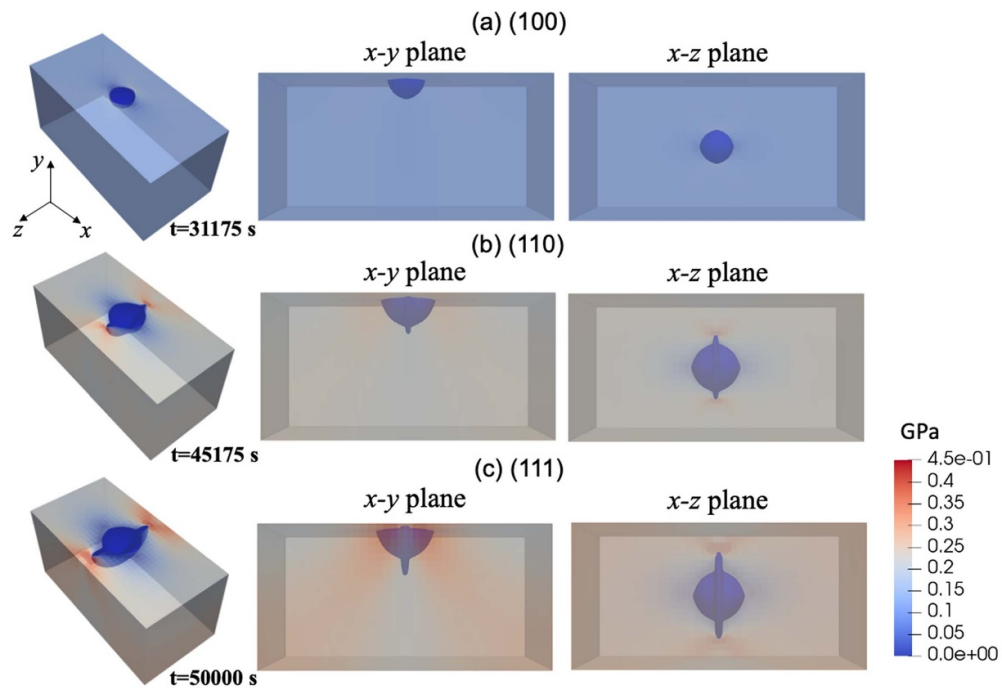 (a) (100)
x-y plane
x-z plane
y
z
x
t=31175 s
(b) (110)
x-y plane
x-z plane
t=45175 s
(c) (111)
x-y plane
x-z plane
t=50000 s
GPa
4.5e-01
0.4
0.35
0.3
0.25
0.2
0.15
0.1
0.05
0.0e+00